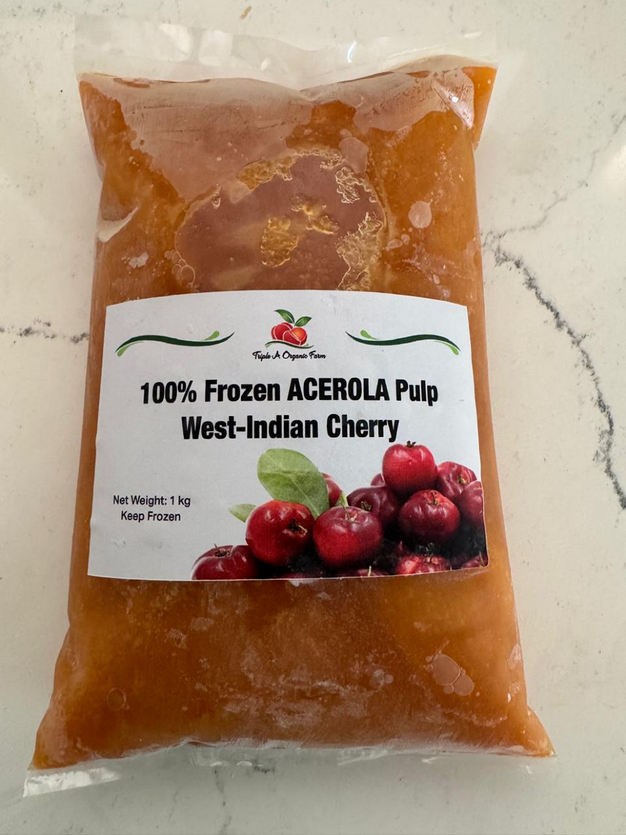 Triple A Organic Farm
100% Frozen ACEROLA Pulp
West-Indian Cherry
Net Weight: 1 kg
Keep Frozen